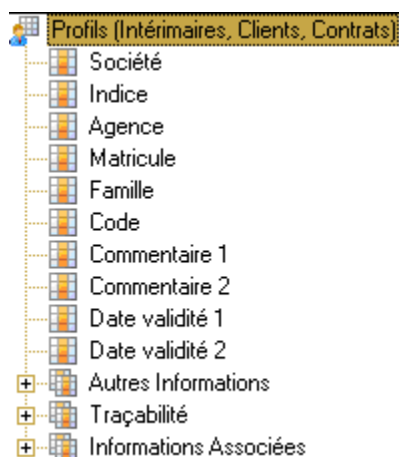 Profils (Intérimaires, Clients, Contrats)
Société
Indice
Agence
Matricule
Famille
Code
Commentaire 1
Commentaire 2
Date validité 1
Date validité 2
Autres Informations
Traçabilité
Informations Associées